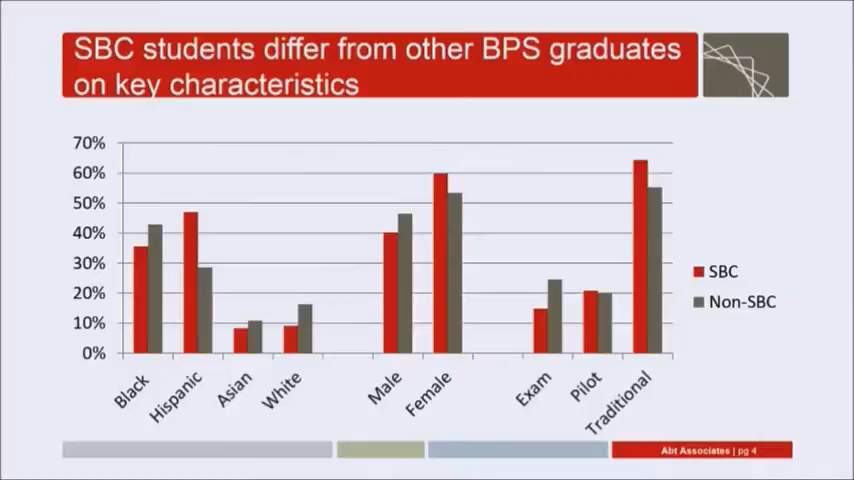 SBC students differ from other BPS graduates
on key characteristics
70%
60%
50%
40%
30%
20%
10%
0%
Black
Hispanic
Asian
White
Male
Female
Exam
Pilot
Traditional
SBC
Non-SBC
Abt Associates | pg 4